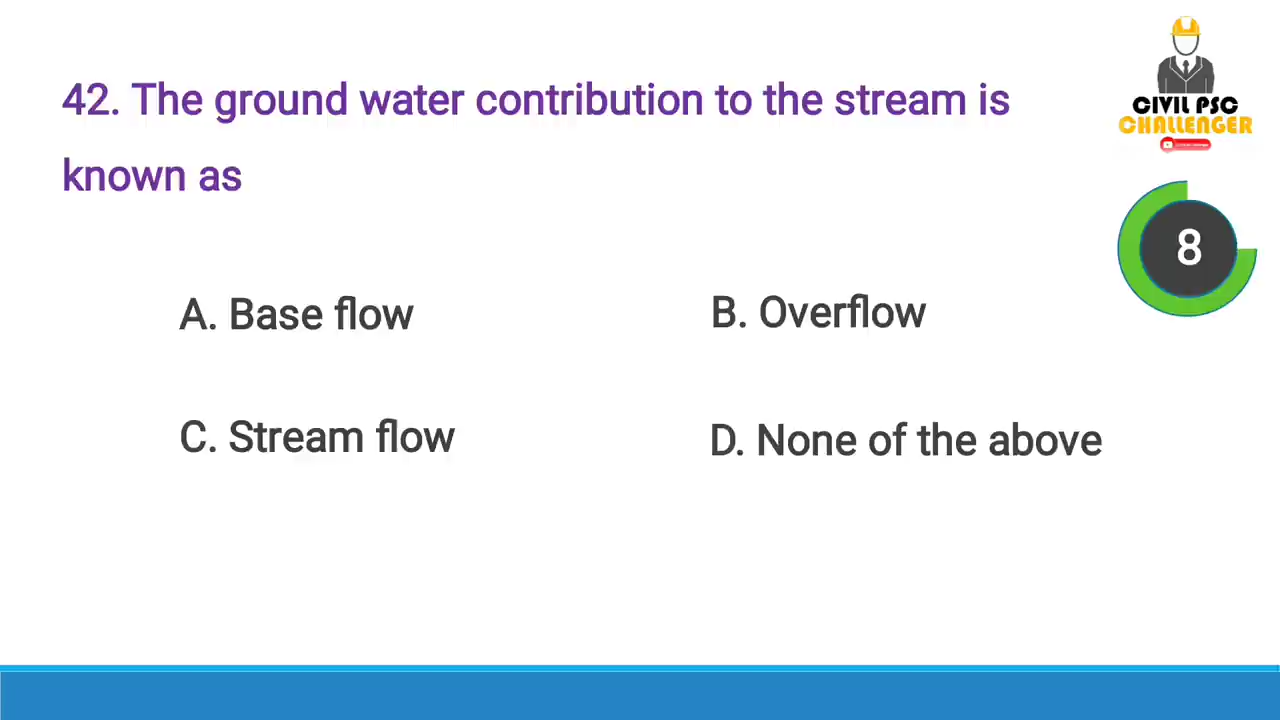 42. The ground water contribution to the stream is
known as
CIVIL PSC
CHALLENGER
8
A. Base flow
B. Overflow
C. Stream flow
D. None of the above